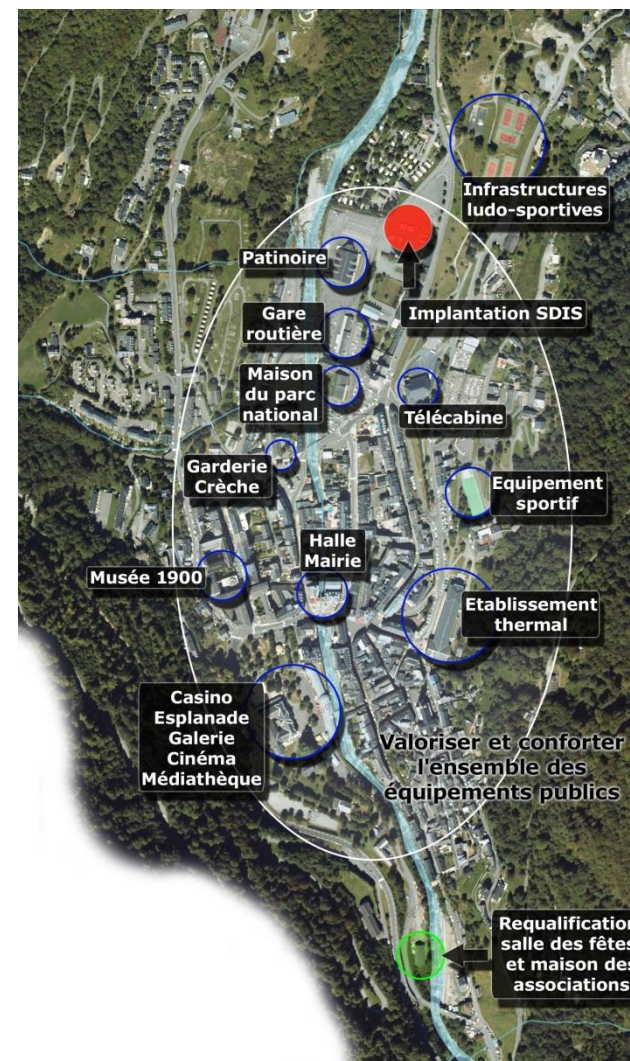 Infrastructures
ludo-sportives
Patinoire
Implantation SDIS
Gare
routière
Maison
du parc
national
Télécabine
Garderie
Crèche
Equipement
sportif
Halle
Mairie
Musée 1900
Etablissement
thermal
Casino
Esplanade
Galerie
Cinéma
Médiathèque
Valoriser et conforter
l'ensemble des
équipements publics
Requalification
salle des fêtes
et maison des
associations